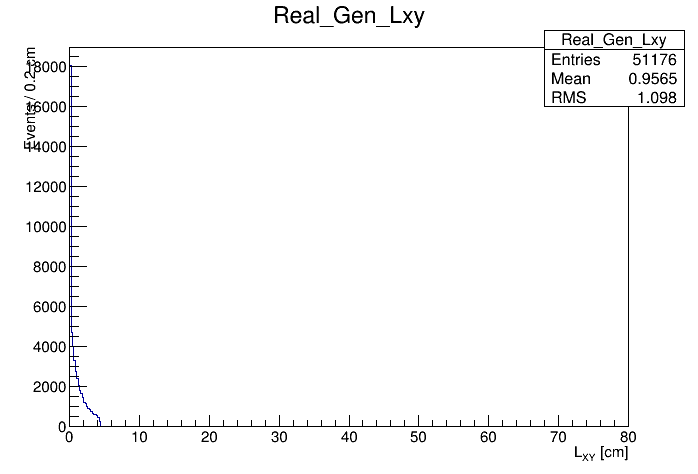 Real_Gen_Lxy
Real_Gen_Lxy
Entries 51176
Mean 0.9565
RMS 1.098
Events / 0.2 cm
18000
16000
14000
12000
10000
8000
6000
4000
2000
0
0 10 20 30 40 50 60 70 80
L_XY [cm]